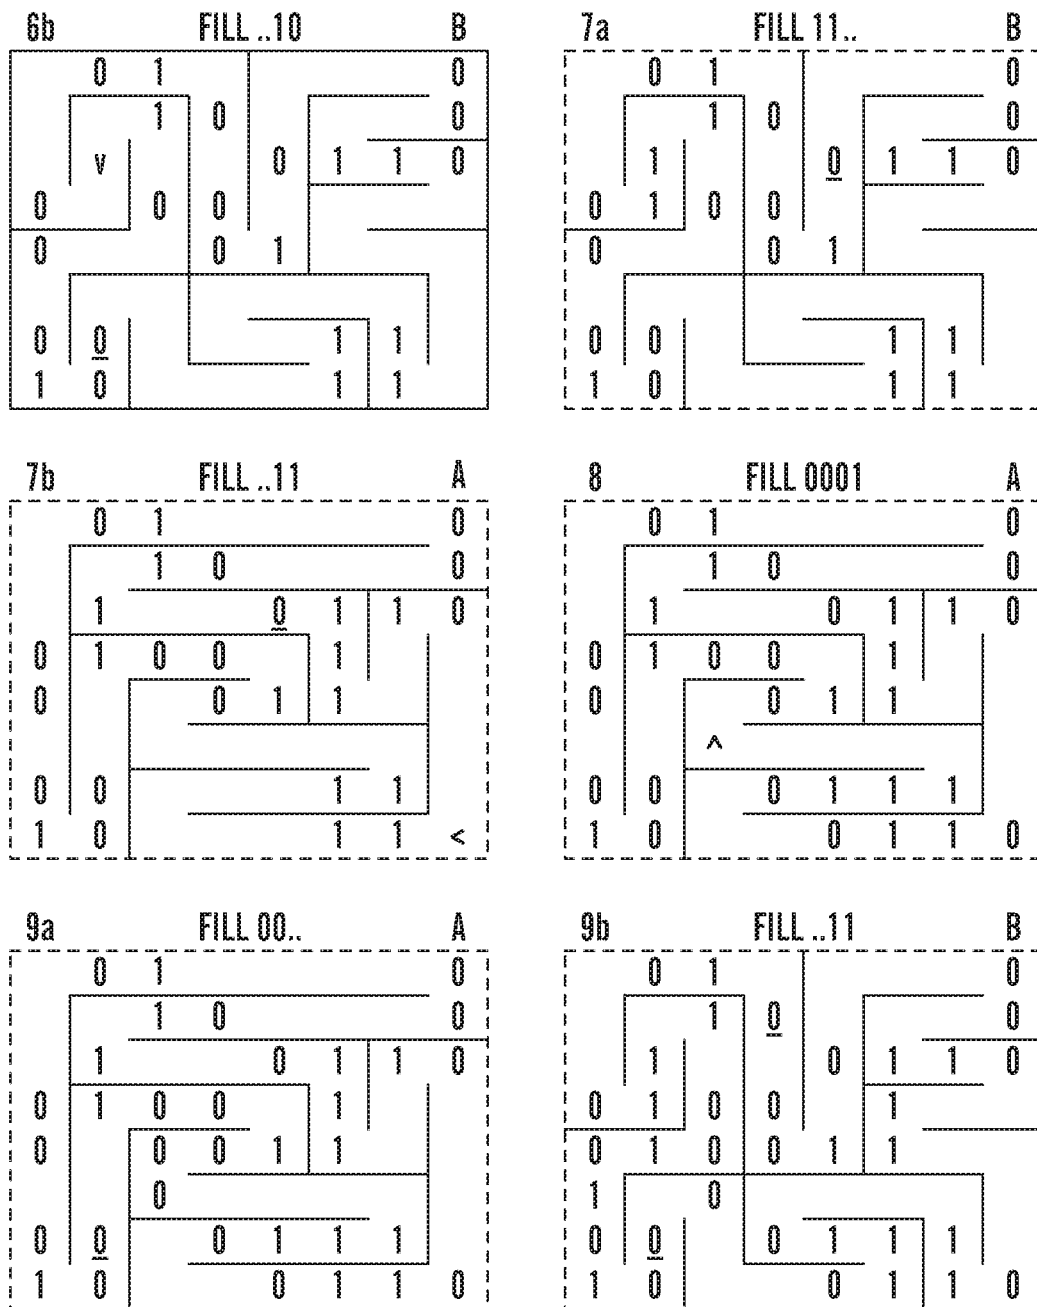 6b FILL ..10 B
0 1 0
1 0 0
v 0 1 1 0
0 0 0
0 0 1
0 0 1 1
1 0 1 1
7a FILL 11.. B
0 1 0
1 0 0
1 0 1 1 0
0 1 0 0
0 0 1
0 0 1 1
1 0 1 1
7b FILL ..11 A
0 1 0
1 0 0
1 0 1 1 0
0 1 0 0 1
0 0 1 1
0 0 1 1
1 0 1 1 <
8 FILL 0001 A
0 1 0
1 0 0
1 0 1 1 0
0 1 0 0 1
0 0 1 1
^
0 0 0 1 1 1
1 0 0 1 1 0
9a FILL 00.. A
0 1 0
1 0 0
1 0 1 1 0
0 1 0 0 1
0 0 0 1 1
0
0 0 0 1 1 1
1 0 0 1 1 0
9b FILL ..11 B
0 1 0
1 0 0
1 0 1 1 0
0 1 0 0 1
0 1 0 0 1 1
1 0
0 0 0 1 1 1
1 0 0 1 1 0